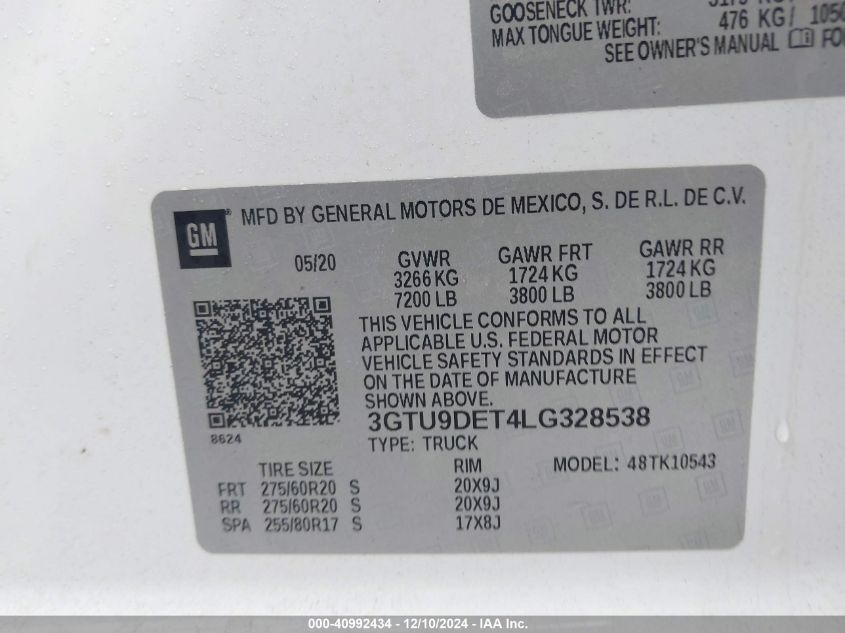 GOOSENECK TWR:
MAX TONGUE WEIGHT: 476 KG/ 1050
SEE OWNER'S MANUAL
GM ® MFD BY GENERAL MOTORS DE MEXICO, S. DE R.L. DE C.V.
05/20 GVWR GAWR FRT GAWR RR
3266 KG 1724 KG 1724 KG
7200 LB 3800 LB 3800 LB
THIS VEHICLE CONFORMS TO ALL
APPLICABLE U.S. FEDERAL MOTOR
VEHICLE SAFETY STANDARDS IN EFFECT
ON THE DATE OF MANUFACTURE
SHOWN ABOVE.
3GTU9DET4LG328538
8624
TYPE: TRUCK
TIRE SIZE RIM MODEL: 48TK10543
FRT 275/60R20 S 20X9J
RR 275/60R20 S 20X9J
SPA 255/80R17 S 17X8J
000-40992434 - 12/10/2024 - IAA Inc.